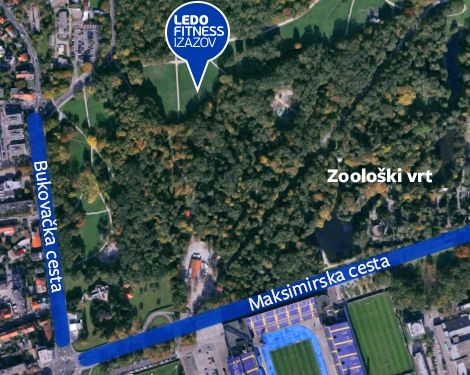 LEDO
FITNESS
IZAZOV
Zoološki vrt
Bukovačka cesta
Maksimirska cesta